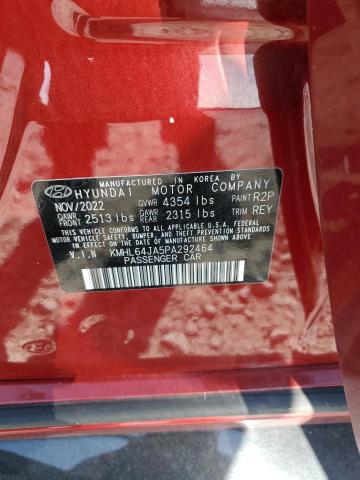 MANUFACTURED IN KOREA BY
HYUNDAI MOTOR COMPANY
NOV/2022 GVWR 4354 lbs PAINT R2P
GAWR FRONT 2513 lbs GAWR REAR 2315 lbs TRIM REY
THIS VEHICLE CONFORMS TO ALL APPLICABLE U.S. FEDERAL
MOTOR VEHICLE SAFETY, BUMPER, AND THEFT PREVENTION
STANDARDS IN EFFECT ON THE DATE OF MANUFACTURE SHOWN ABOVE.
V.I.N KMHL64JA5PA292464
PASSENGER CAR